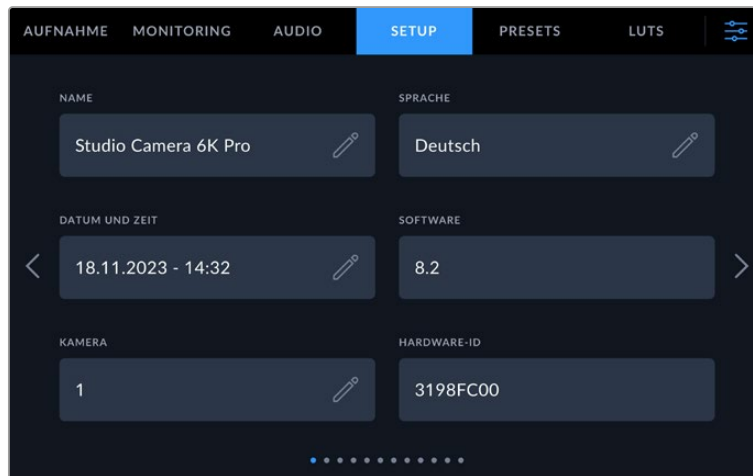 AUFNAHME MONITORING AUDIO SETUP PRESETS LUTS
NAME SPRACHE
Studio Camera 6K Pro Deutsch
DATUM UND ZEIT SOFTWARE
18.11.2023 - 14:32 8.2
KAMERA HARDWARE-ID
1 3198FC00